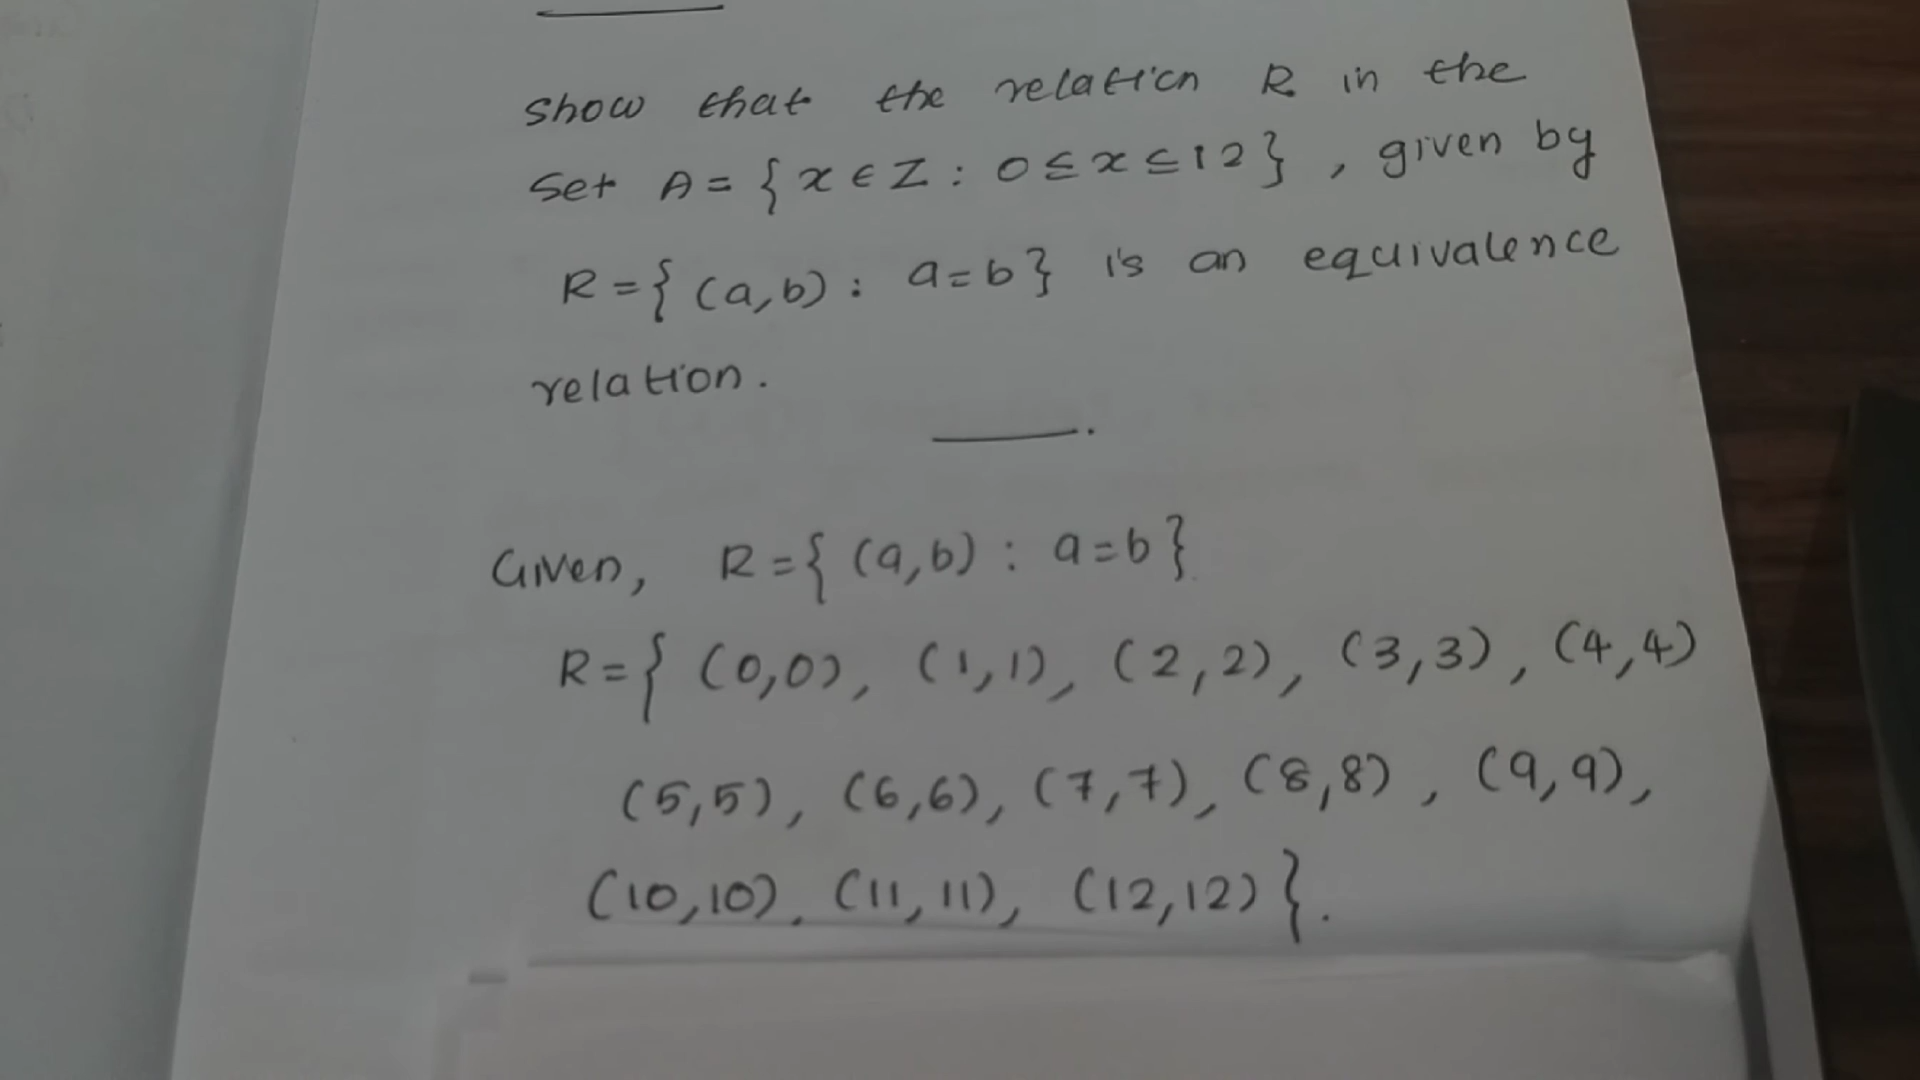 Show that the relation R in the
Set A = { x ∈ Z : 0 ≤ x ≤ 12 } , given by
R = { (a,b) : a = b } is an equivalence
relation.
Given, R = { (a,b) : a = b }
R = { (0,0), (1,1), (2,2), (3,3), (4,4)
(5,5), (6,6), (7,7), (8,8), (9,9),
(10,10), (11,11), (12,12) }.